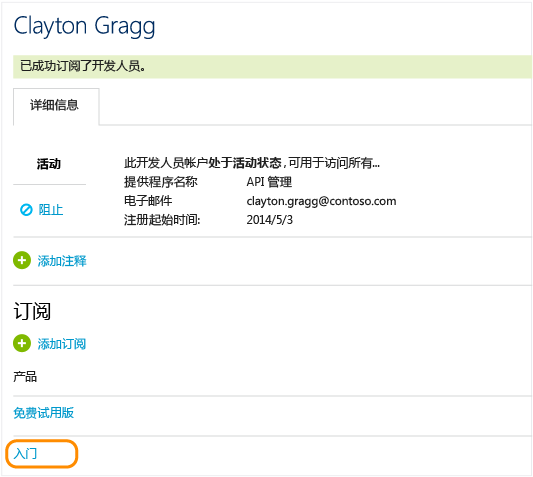 Clayton Gragg
已成功订阅了开发人员。
详细信息
活动
此开发人员帐户处于活动状态 , 可用于访问所有...
提供程序名称 API 管理
阻止
电子邮件 clayton.gragg@contoso.com
注册起始时间: 2014/5/3
添加注释
订阅
添加订阅
产品
免费试用版
入门